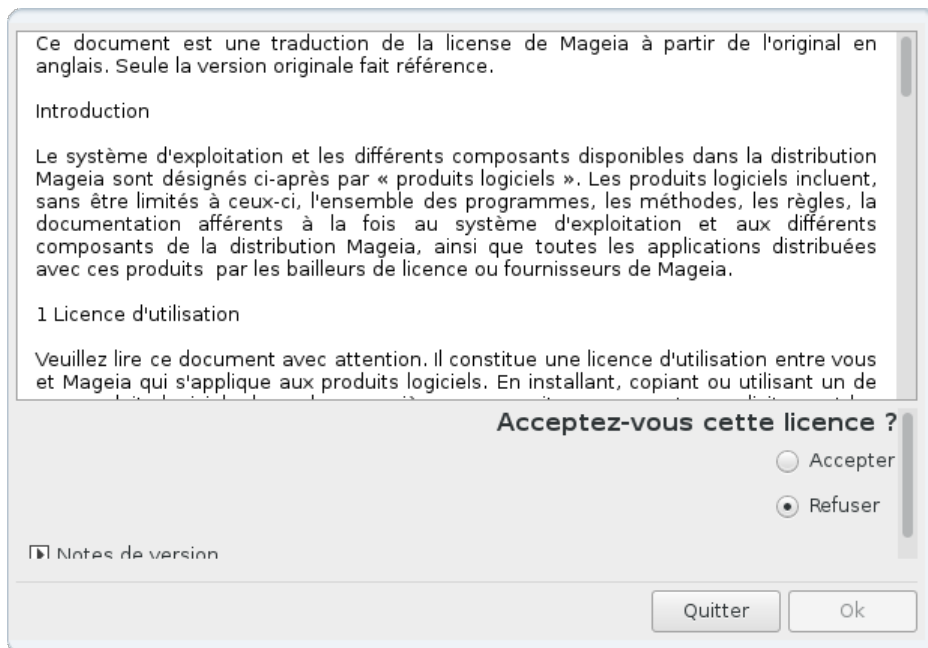 Ce document est une traduction de la license de Mageia à partir de l'original en
anglais. Seule la version originale fait référence.
Introduction
Le système d'exploitation et les différents composants disponibles dans la distribution
Mageia sont désignés ci-après par « produits logiciels ». Les produits logiciels incluent,
sans être limités à ceux-ci, l'ensemble des programmes, les méthodes, les règles, la
documentation afférents à la fois au système d'exploitation et aux différents
composants de la distribution Mageia, ainsi que toutes les applications distribuées
avec ces produits  par les bailleurs de licence ou fournisseurs de Mageia.
1 Licence d'utilisation
Veuillez lire ce document avec attention. Il constitue une licence d'utilisation entre vous
et Mageia qui s'applique aux produits logiciels. En installant, copiant ou utilisant un de
Acceptez-vous cette licence ?
Accepter
Refuser
Notes de version
Quitter
Ok